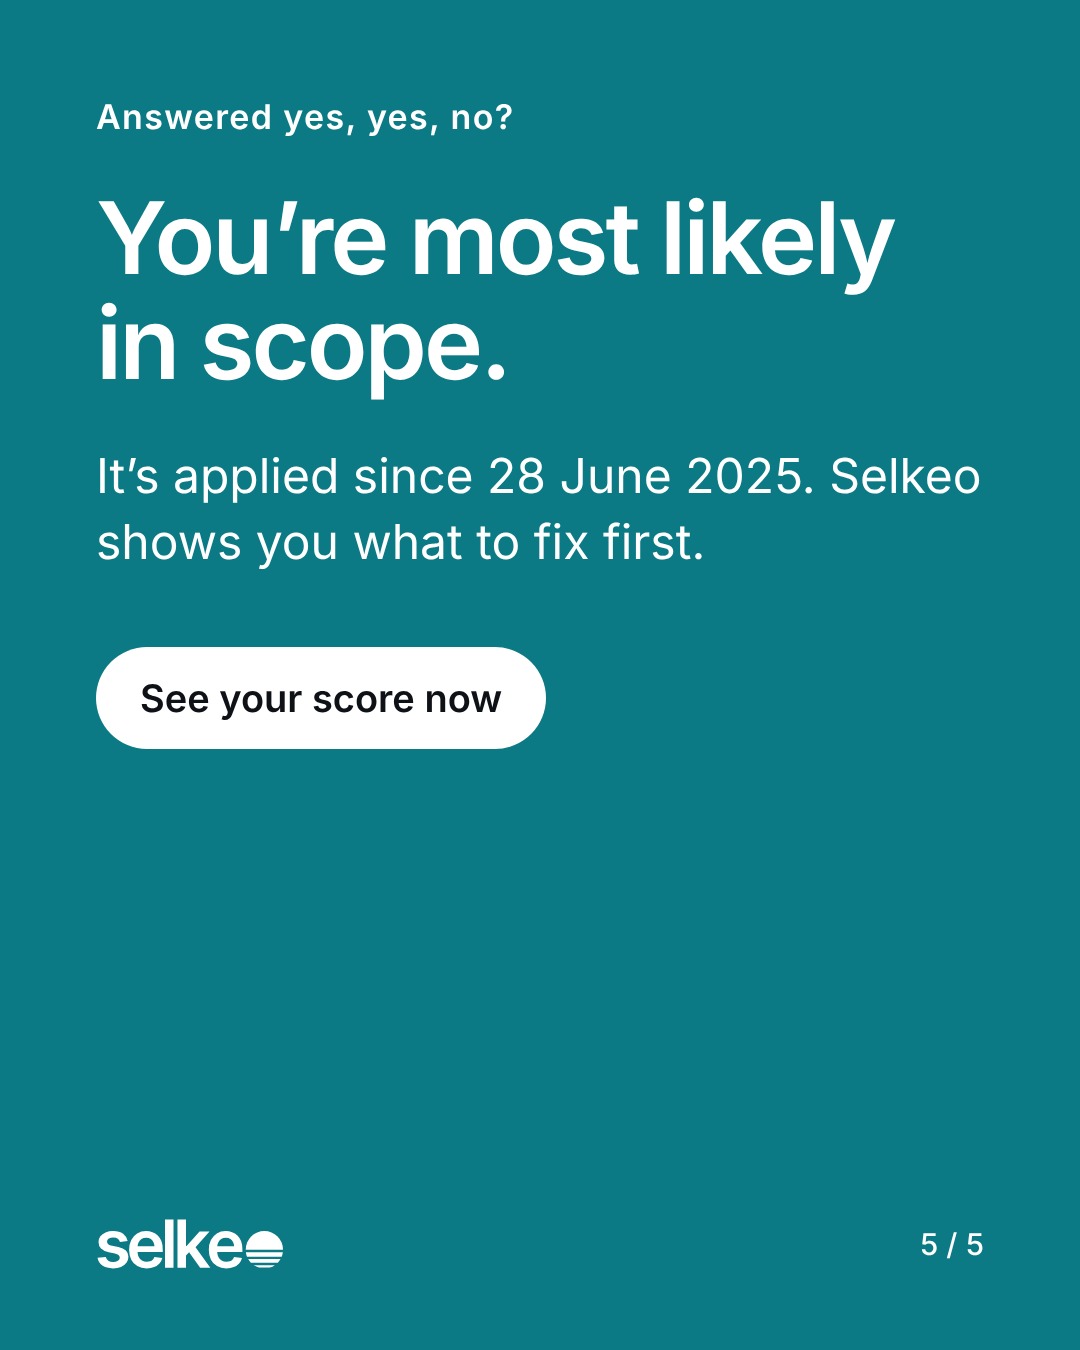 Answered yes, yes, no?
You’re most likely
in scope.
It’s applied since 28 June 2025. Selkeo
shows you what to fix first.
See your score now
selkeo
5 / 5